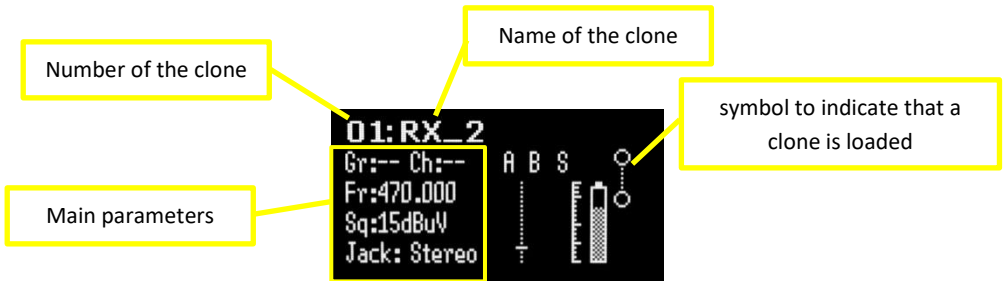 Name of the clone
Number of the clone
symbol to indicate that a
clone is loaded
Main parameters
01:RX_2
Gr:-- Ch:--
A B S
Fr:470.000
Sq:15dBuV
Jack: Stereo